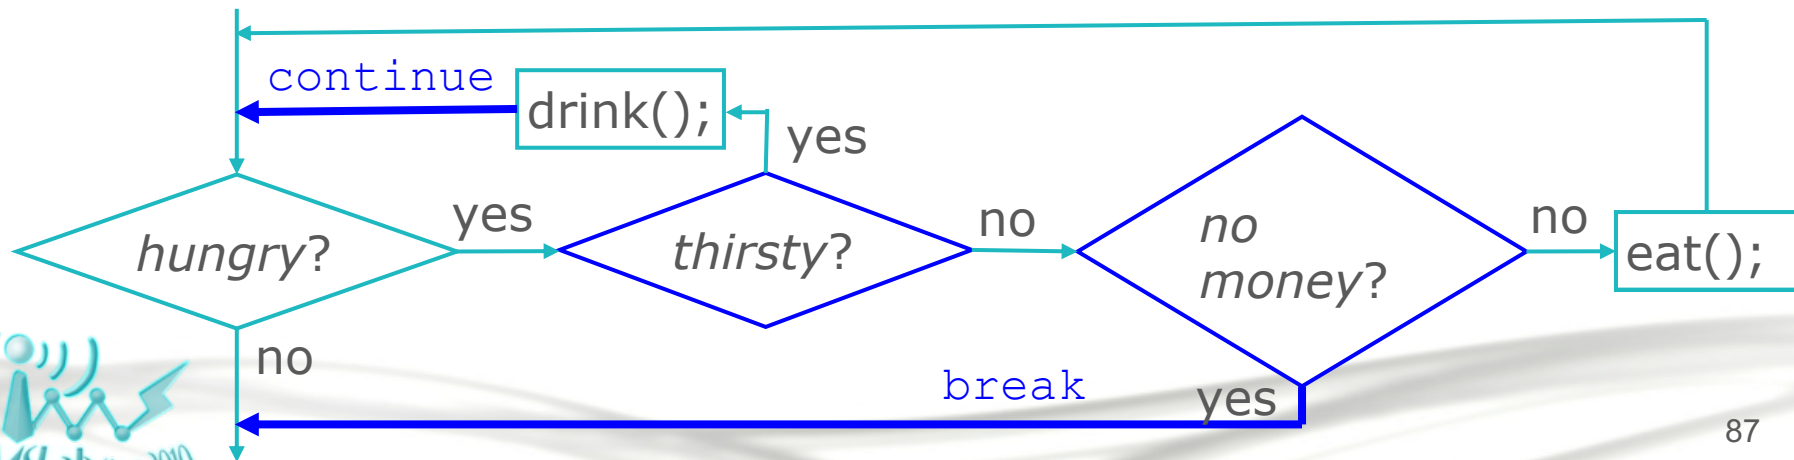 continue
drink();
yes
hungry?
yes
thirsty?
no
no
money?
no
eat();
no
break
yes
87